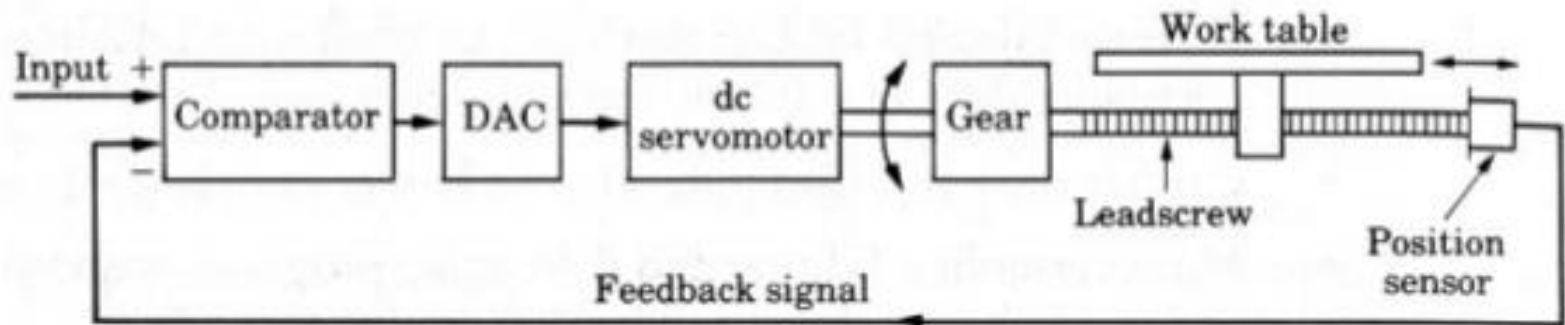 Work table
Input +
Comparator
DAC
dc
servomotor
Gear
−
Leadscrew
Position
sensor
Feedback signal